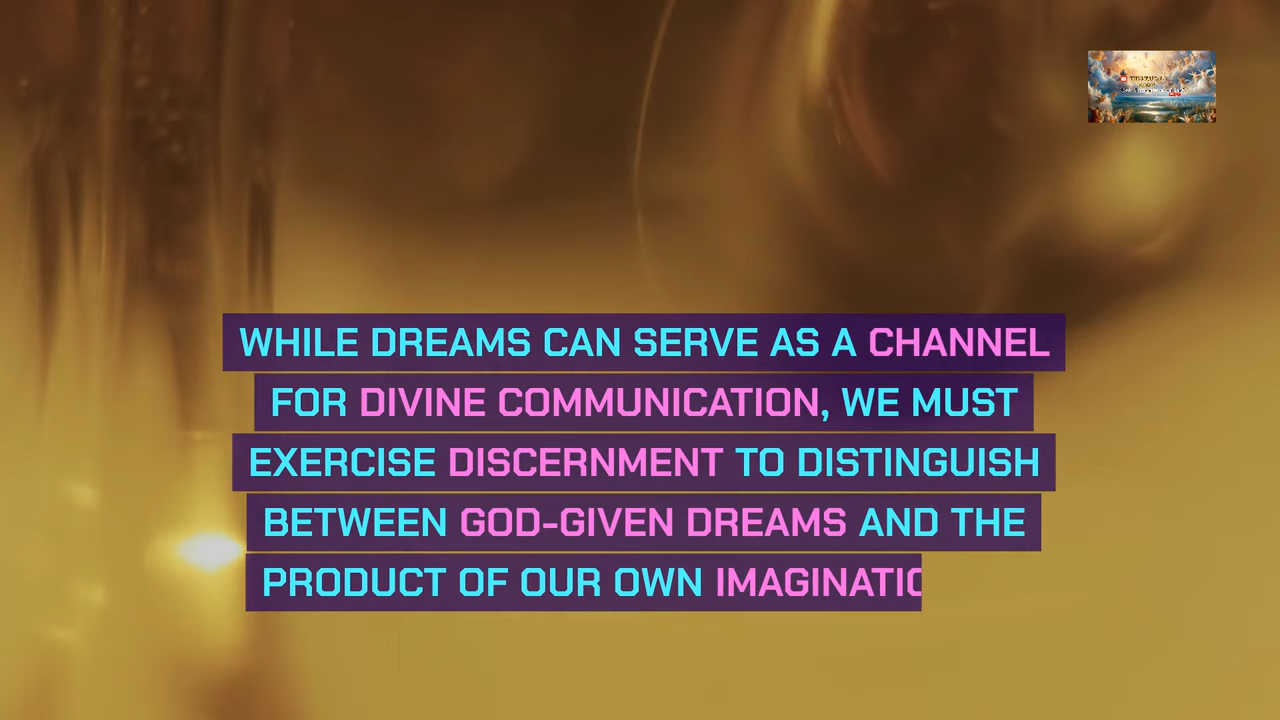 WHILE DREAMS CAN SERVE AS A CHANNEL
FOR DIVINE COMMUNICATION, WE MUST
EXERCISE DISCERNMENT TO DISTINGUISH
BETWEEN GOD-GIVEN DREAMS AND THE
PRODUCT OF OUR OWN